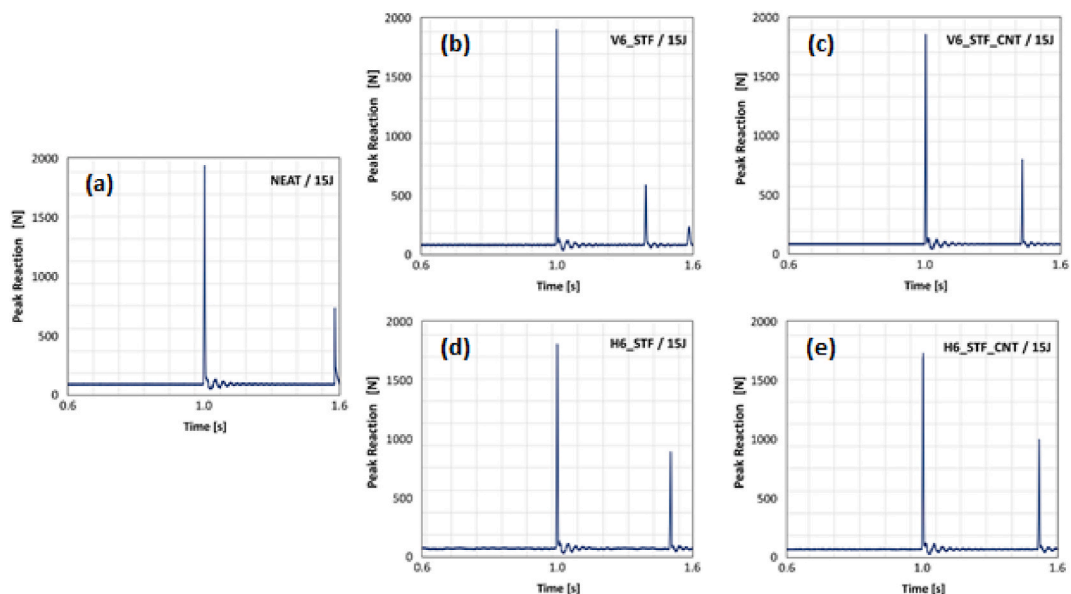 (a)
NEAT / 15J
Peak Reaction [N]
2000
1500
1000
500
0
0.6 1.0 1.6
Time [s]
(b)
V6_STF / 15J
Peak Reaction [N]
2000
1500
1000
500
0
0.6 1.0 1.6
Time [s]
(c)
V6_STF_CNT / 15J
Peak Reaction [N]
2000
1500
1000
500
0
0.6 1.0 1.6
Time [s]
(d)
H6_STF / 15J
Peak Reaction [N]
2000
1500
1000
500
0
0.6 1.0 1.6
Time [s]
(e)
H6_STF_CNT / 15J
Peak Reaction [N]
2000
1500
1000
500
0
0.6 1.0 1.6
Time [s]